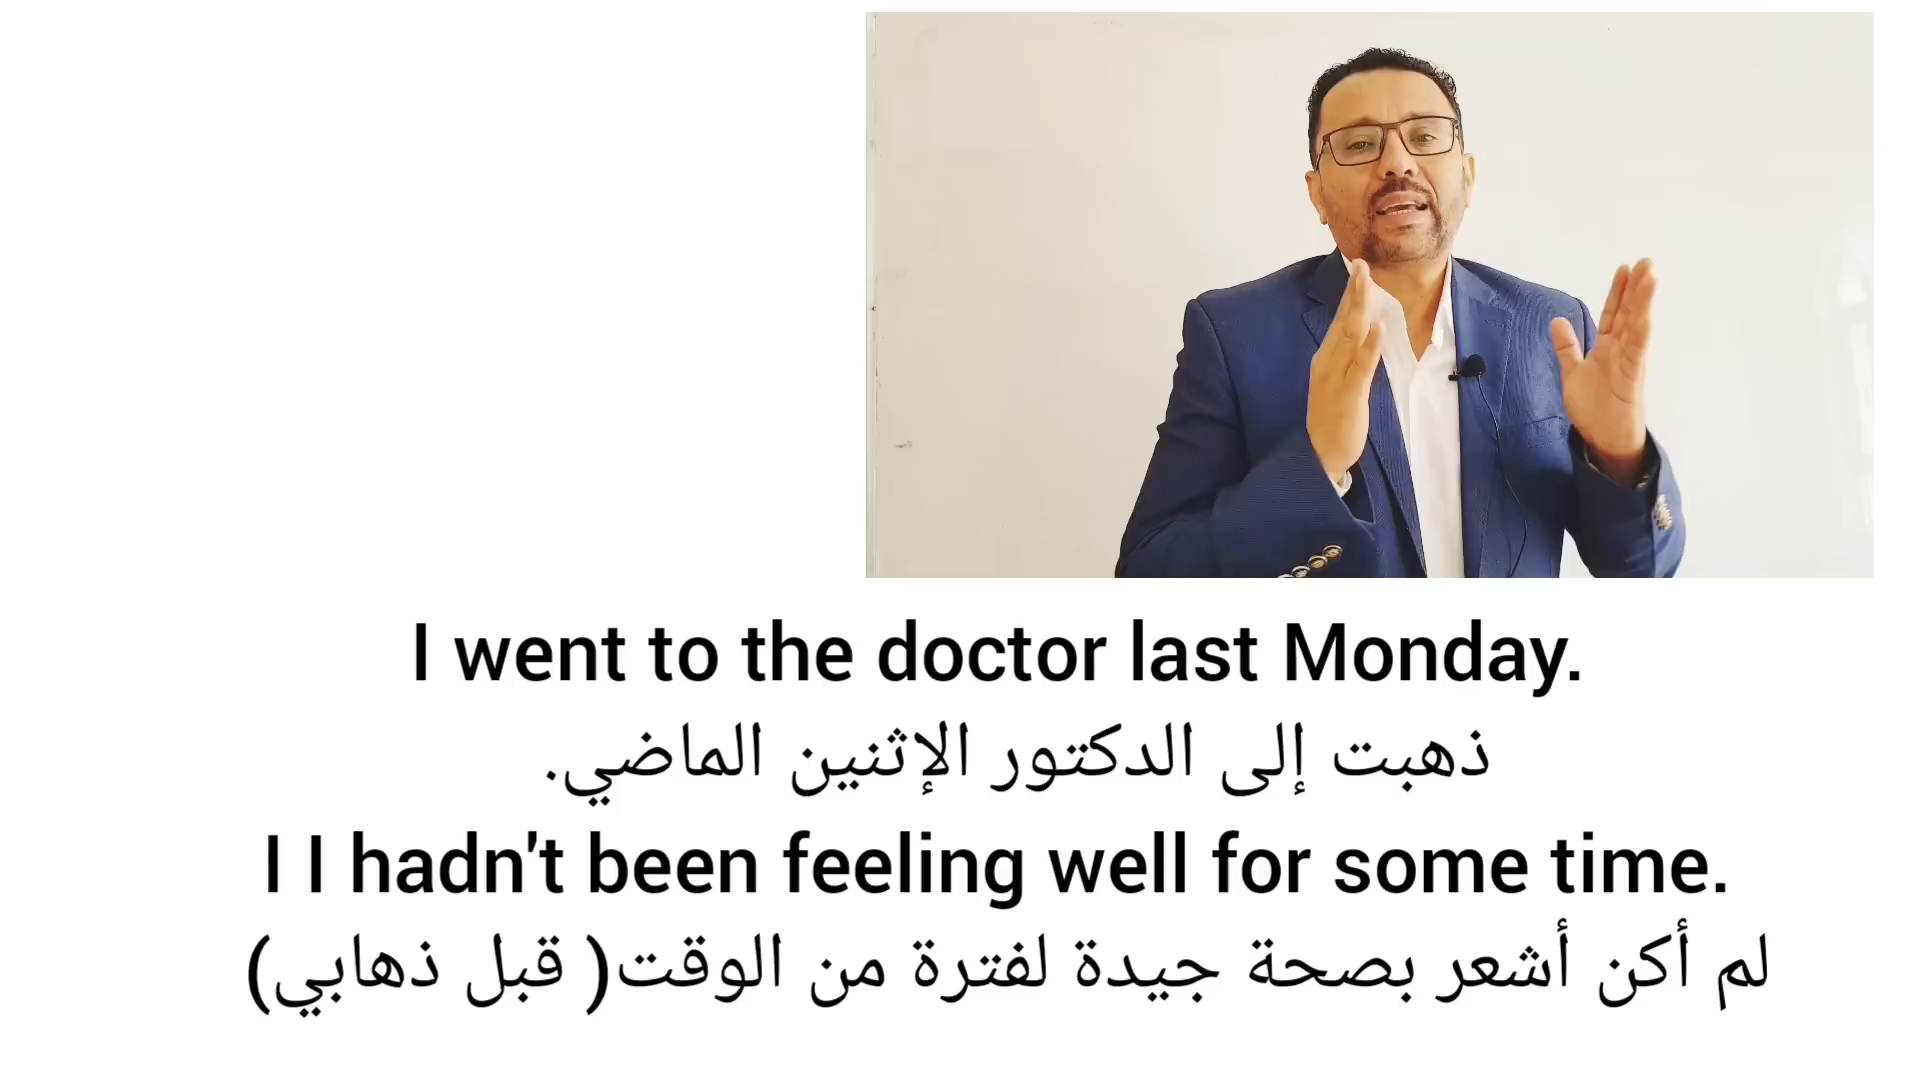 I went to the doctor last Monday.
ذهبت إلى الدكتور الإثنين الماضي.
I I hadn't been feeling well for some time.
لم أكن أشعر بصحة جيدة لفترة من الوقت( قبل ذهابي)